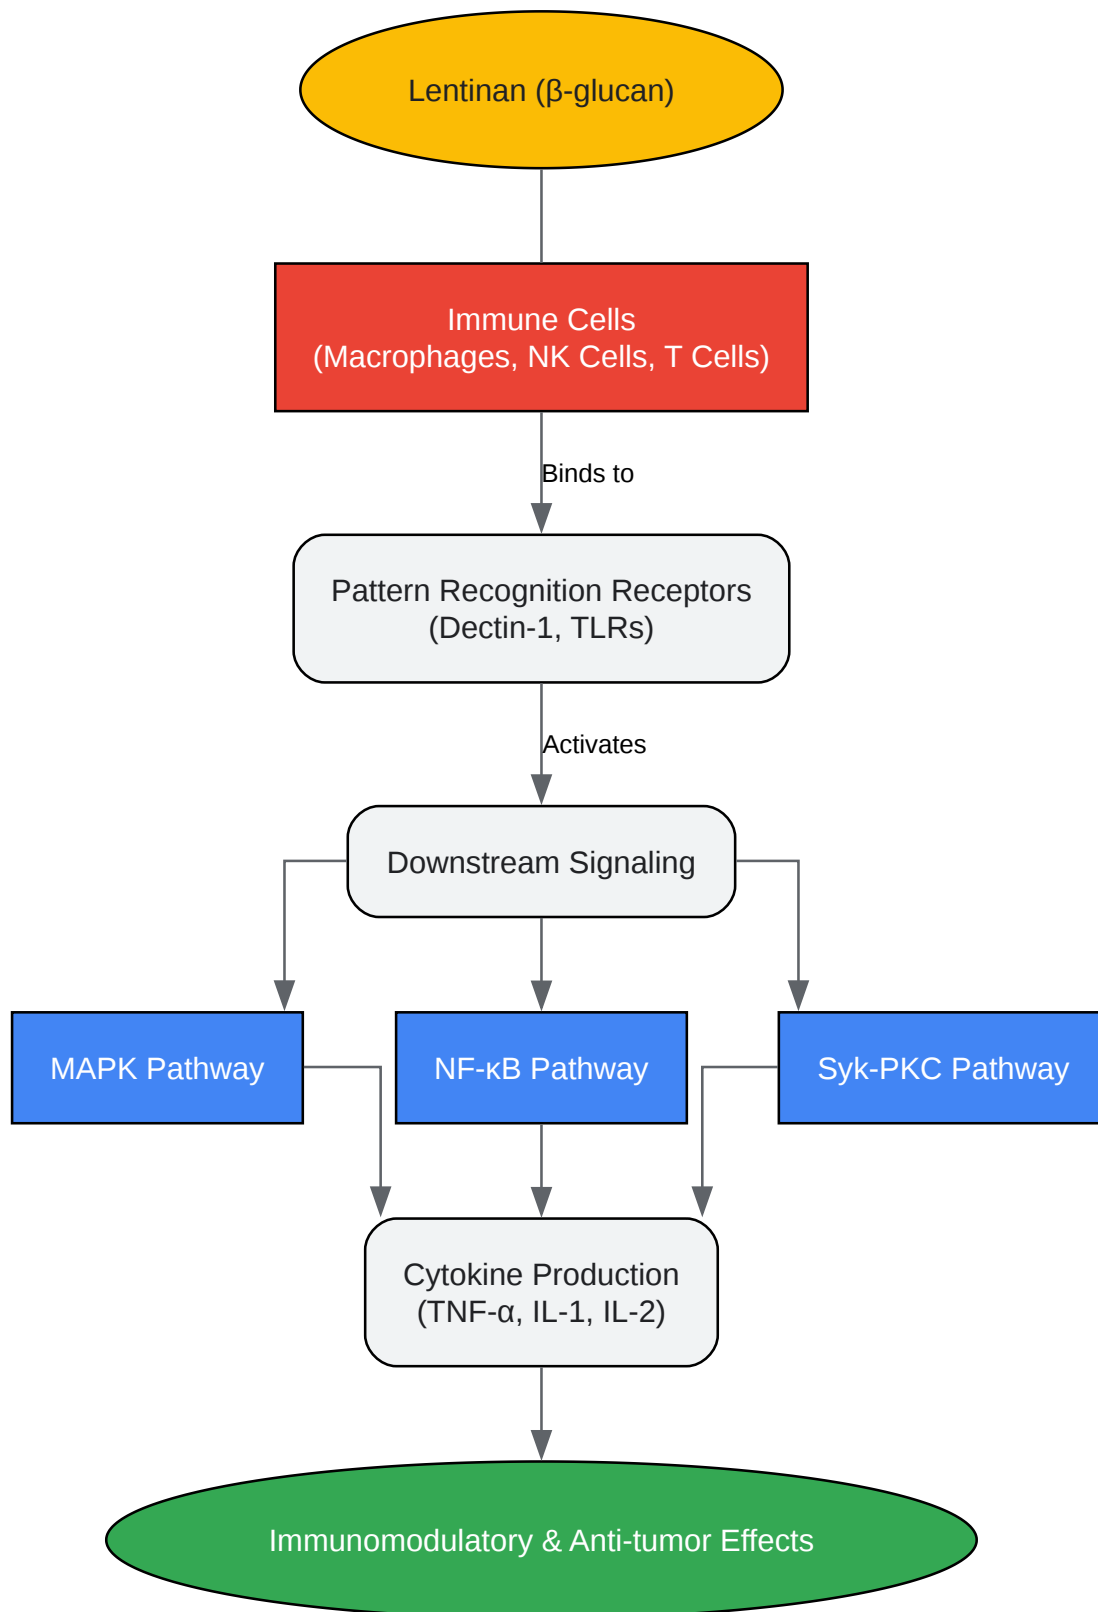 Lentinan (β-glucan)
Immune Cells
(Macrophages, NK Cells, T Cells)
Binds to
Pattern Recognition Receptors
(Dectin-1, TLRs)
Activates
Downstream Signaling
MAPK Pathway
NF-κB Pathway
Syk-PKC Pathway
Cytokine Production
(TNF-α, IL-1, IL-2)
Immunomodulatory & Anti-tumor Effects